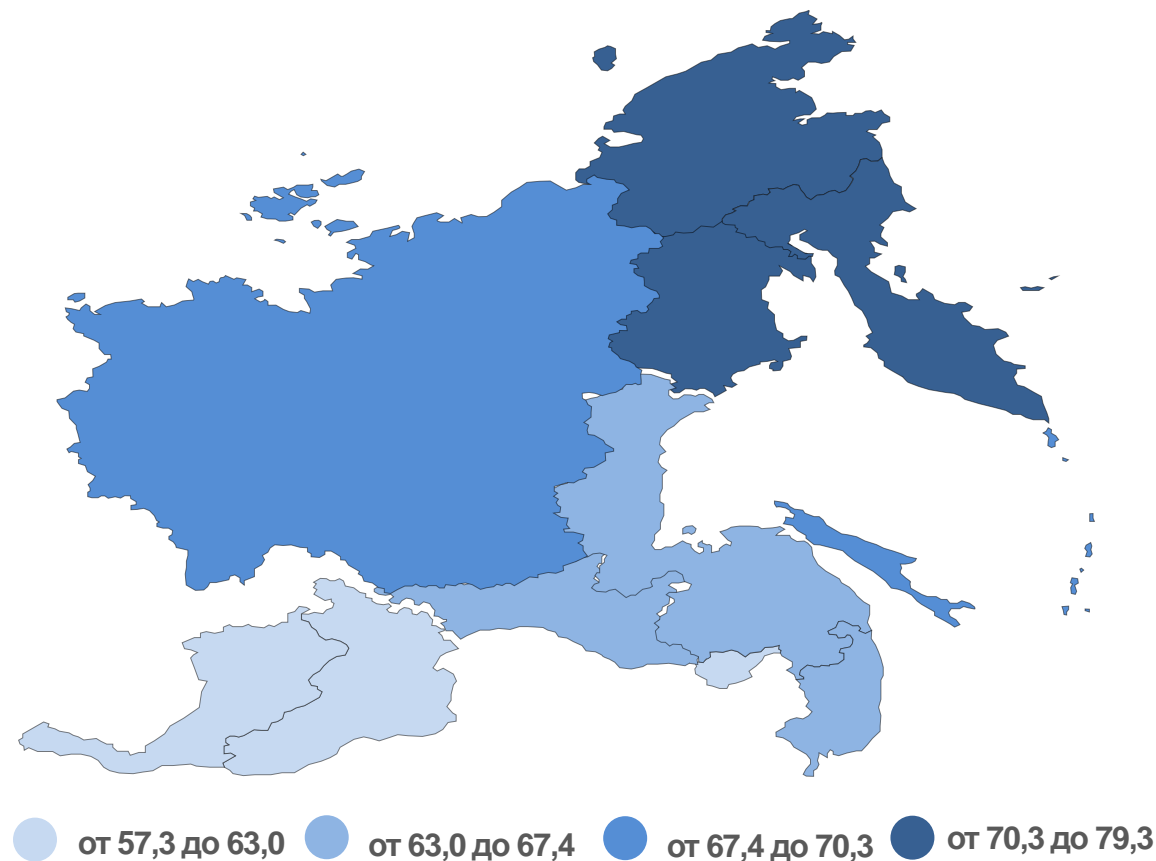 от 57,3 до 63,0
от 63,0 до 67,4
от 67,4 до 70,3
от 70,3 до 79,3